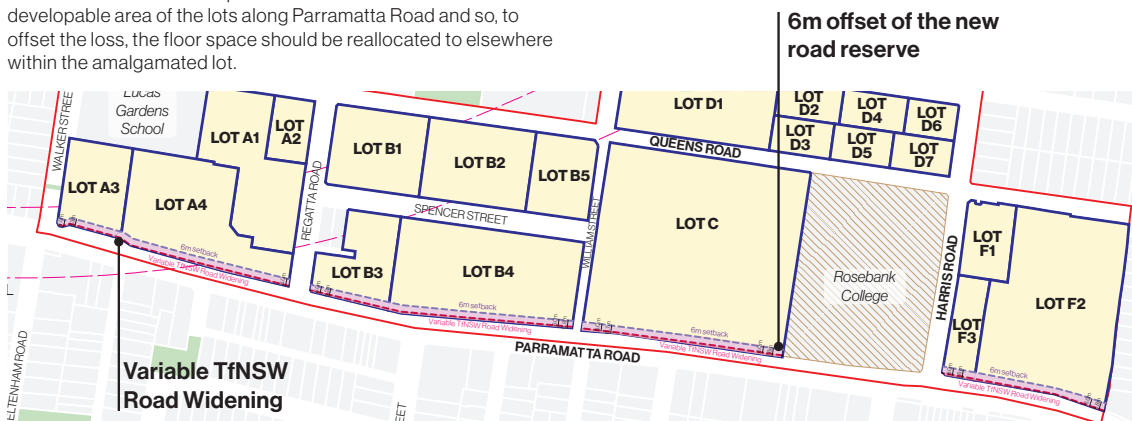 developable area of the lots along Parramatta Road and so, to
offset the loss, the floor space should be reallocated to elsewhere
within the amalgamated lot.
6m offset of the new
road reserve
Lucas
Gardens
School
WALKER STREET
LOT A1
LOT
A2
LOT A3
LOT A4
REGATTA ROAD
LOT B1
LOT B2
LOT B5
SPENCER STREET
LOT B3
LOT B4
WILLIAM STREET
LOT C
QUEENS ROAD
LOT D1
LOT
D2
LOT
D3
LOT
D4
LOT
D5
LOT
D6
LOT
D7
Rosebank
College
HARRIS ROAD
LOT
F1
LOT F2
LOT
F3
6m setback
Variable TfNSW Road Widening
6m setback
Variable TfNSW Road Widening
6m setback
Variable TfNSW Road Widening
6m setback
Variable TfNSW Road Widening
PARRAMATTA ROAD
Variable TfNSW
Road Widening
ELTENHAM ROAD
EET